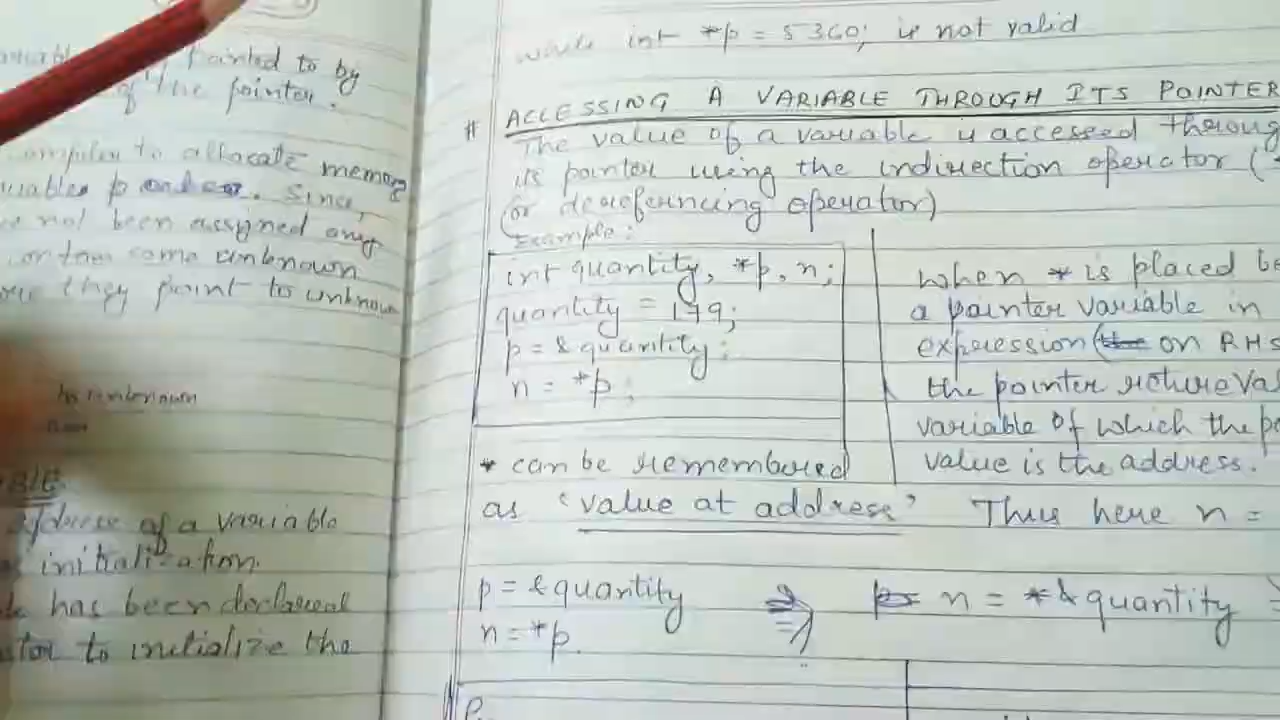 pointed to by
of the pointer.
compiler to allocate memory
. Since,
not been assigned any
some unknown
they point to unknown
address of a variable
initialization.
has been declared
to initialize the
while int *p = 5360; is not valid
# ACCESSING A VARIABLE THROUGH ITS POINTER
The value of a variable is accessed throug
its pointer using the indirection operator (
(or dereferencing operator)
Example:
int quantity, *p, n;
quantity = 179;
p = & quantity;
n = *p;
when * is placed be
a pointer variable in
expression ( on RHS
the pointer returns va
variable of which the po
value is the address.
* can be remembered
as 'value at address' Thus here n =
p = & quantity
n = *p.
⇒ n = *& quantity